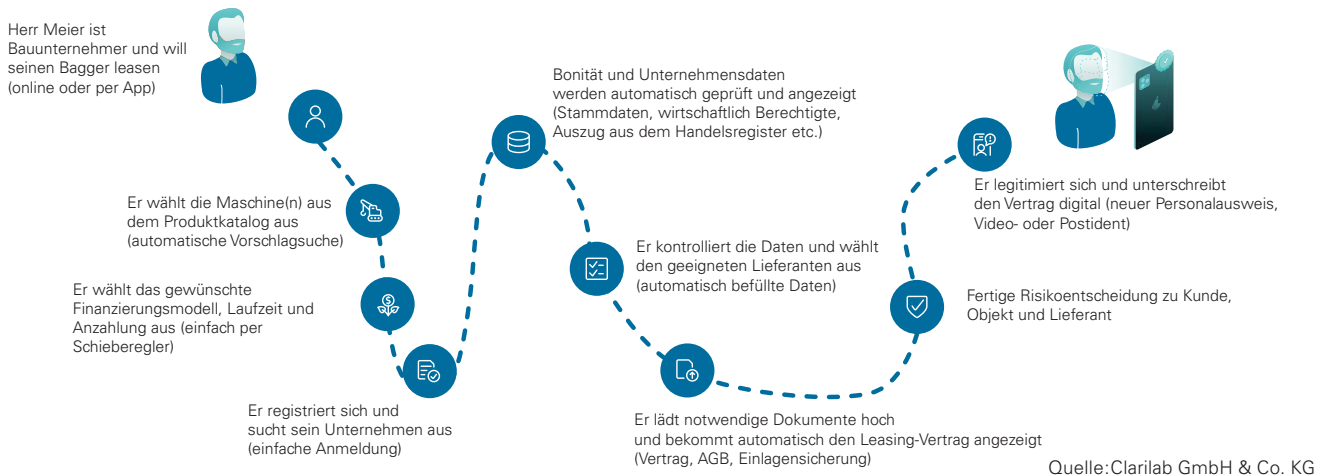 Herr Meier ist
Bauunternehmer und will
seinen Bagger leasen
(online oder per App)
Er wählt die Maschine(n) aus
dem Produktkatalog aus
(automatische Vorschlagsuche)
Er wählt das gewünschte
Finanzierungsmodell, Laufzeit und
Anzahlung aus (einfach per
Schieberegler)
Er registriert sich und
sucht sein Unternehmen aus
(einfache Anmeldung)
Bonität und Unternehmensdaten
werden automatisch geprüft und angezeigt
(Stammdaten, wirtschaftlich Berechtigte,
Auszug aus dem Handelsregister etc.)
Er kontrolliert die Daten und wählt
den geeigneten Lieferanten aus
(automatisch befüllte Daten)
Er lädt notwendige Dokumente hoch
und bekommt automatisch den Leasing-Vertrag angezeigt
(Vertrag, AGB, Einlagensicherung)
Fertige Risikoentscheidung zu Kunde,
Objekt und Lieferant
Er legitimiert sich und unterschreibt
den Vertrag digital (neuer Personalausweis,
Video- oder Postident)
Quelle:Clarilab GmbH & Co. KG